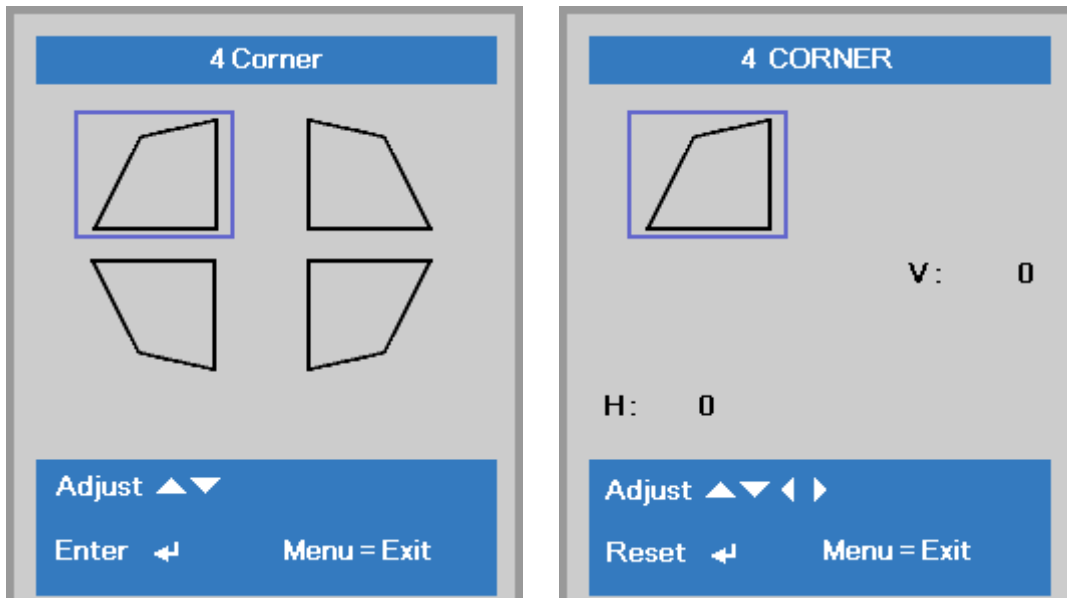 4 Corner
Adjust ▲▼
Enter ↵ Menu = Exit
4 CORNER
V: 0
H: 0
Adjust ▲▼◀▶
Reset ↵ Menu = Exit